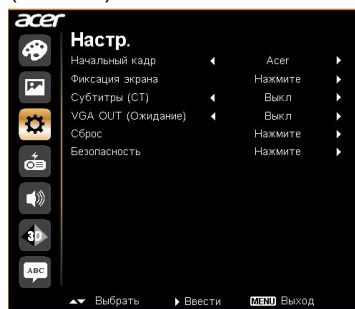 acer
Настр.
Начальный кадр Acer
Фиксация экрана Нажмите
Субтитры (СТ) Выкл
VGA OUT (Ожидание) Выкл
Сброс Нажмите
Безопасность Нажмите
3D
ABC
Выбрать Ввести MENU Выход